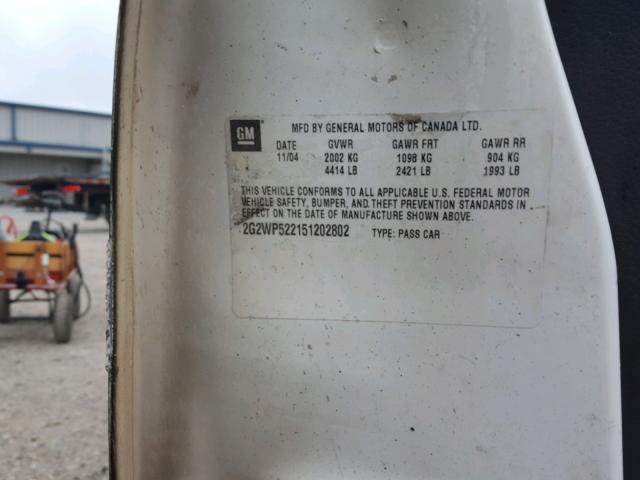 GM MFD BY GENERAL MOTORS OF CANADA LTD.
DATE GVWR GAWR FRT GAWR RR
11/04 2002 KG 1098 KG 904 KG
4414 LB 2421 LB 1993 LB
THIS VEHICLE CONFORMS TO ALL APPLICABLE U.S. FEDERAL MOTOR
VEHICLE SAFETY, BUMPER, AND THEFT PREVENTION STANDARDS IN
EFFECT ON THE DATE OF MANUFACTURE SHOWN ABOVE.
2G2WP522151202802 TYPE: PASS CAR